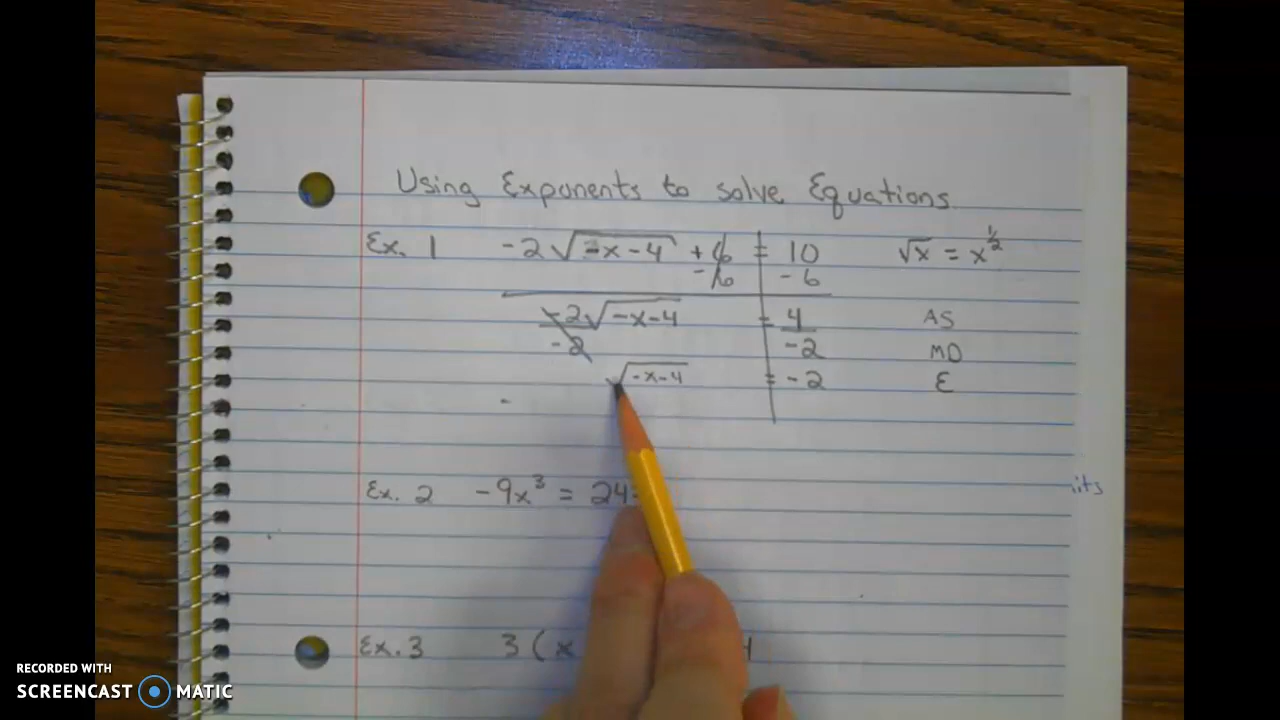 Using Exponents to solve Equations
Ex. 1 -2√-x-4 +6 = 10 √x = x^½
-6 -6
-2√-x-4 = 4 AS
-2 -2 MD
√-x-4 = -2 E
Ex. 2 -9x³ = 24
its
Ex. 3 3(x
RECORDED WITH
SCREENCAST MATIC